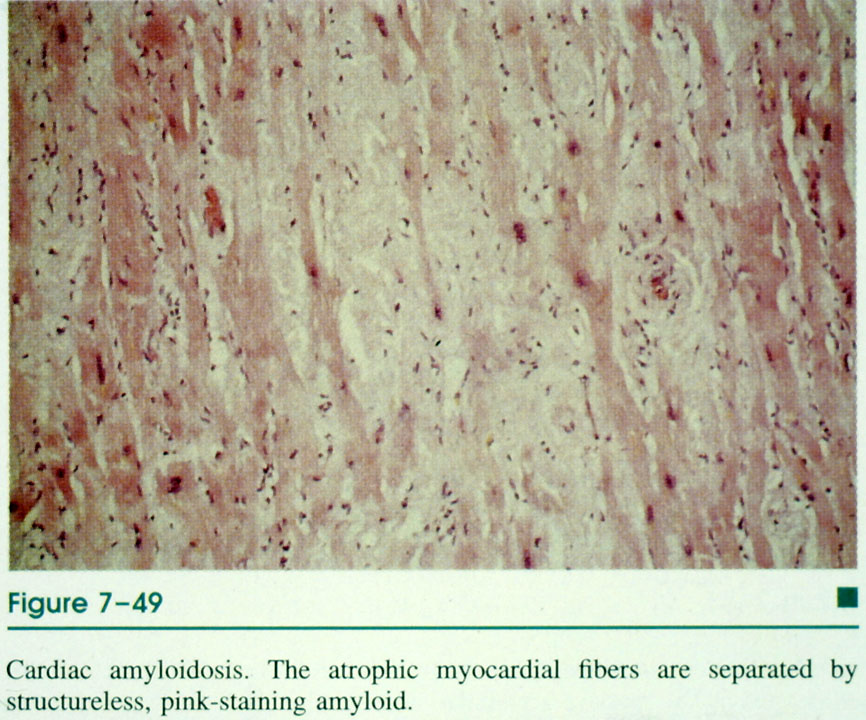 Figure 7–49
Cardiac amyloidosis. The atrophic myocardial fibers are separated by
structureless, pink-staining amyloid.